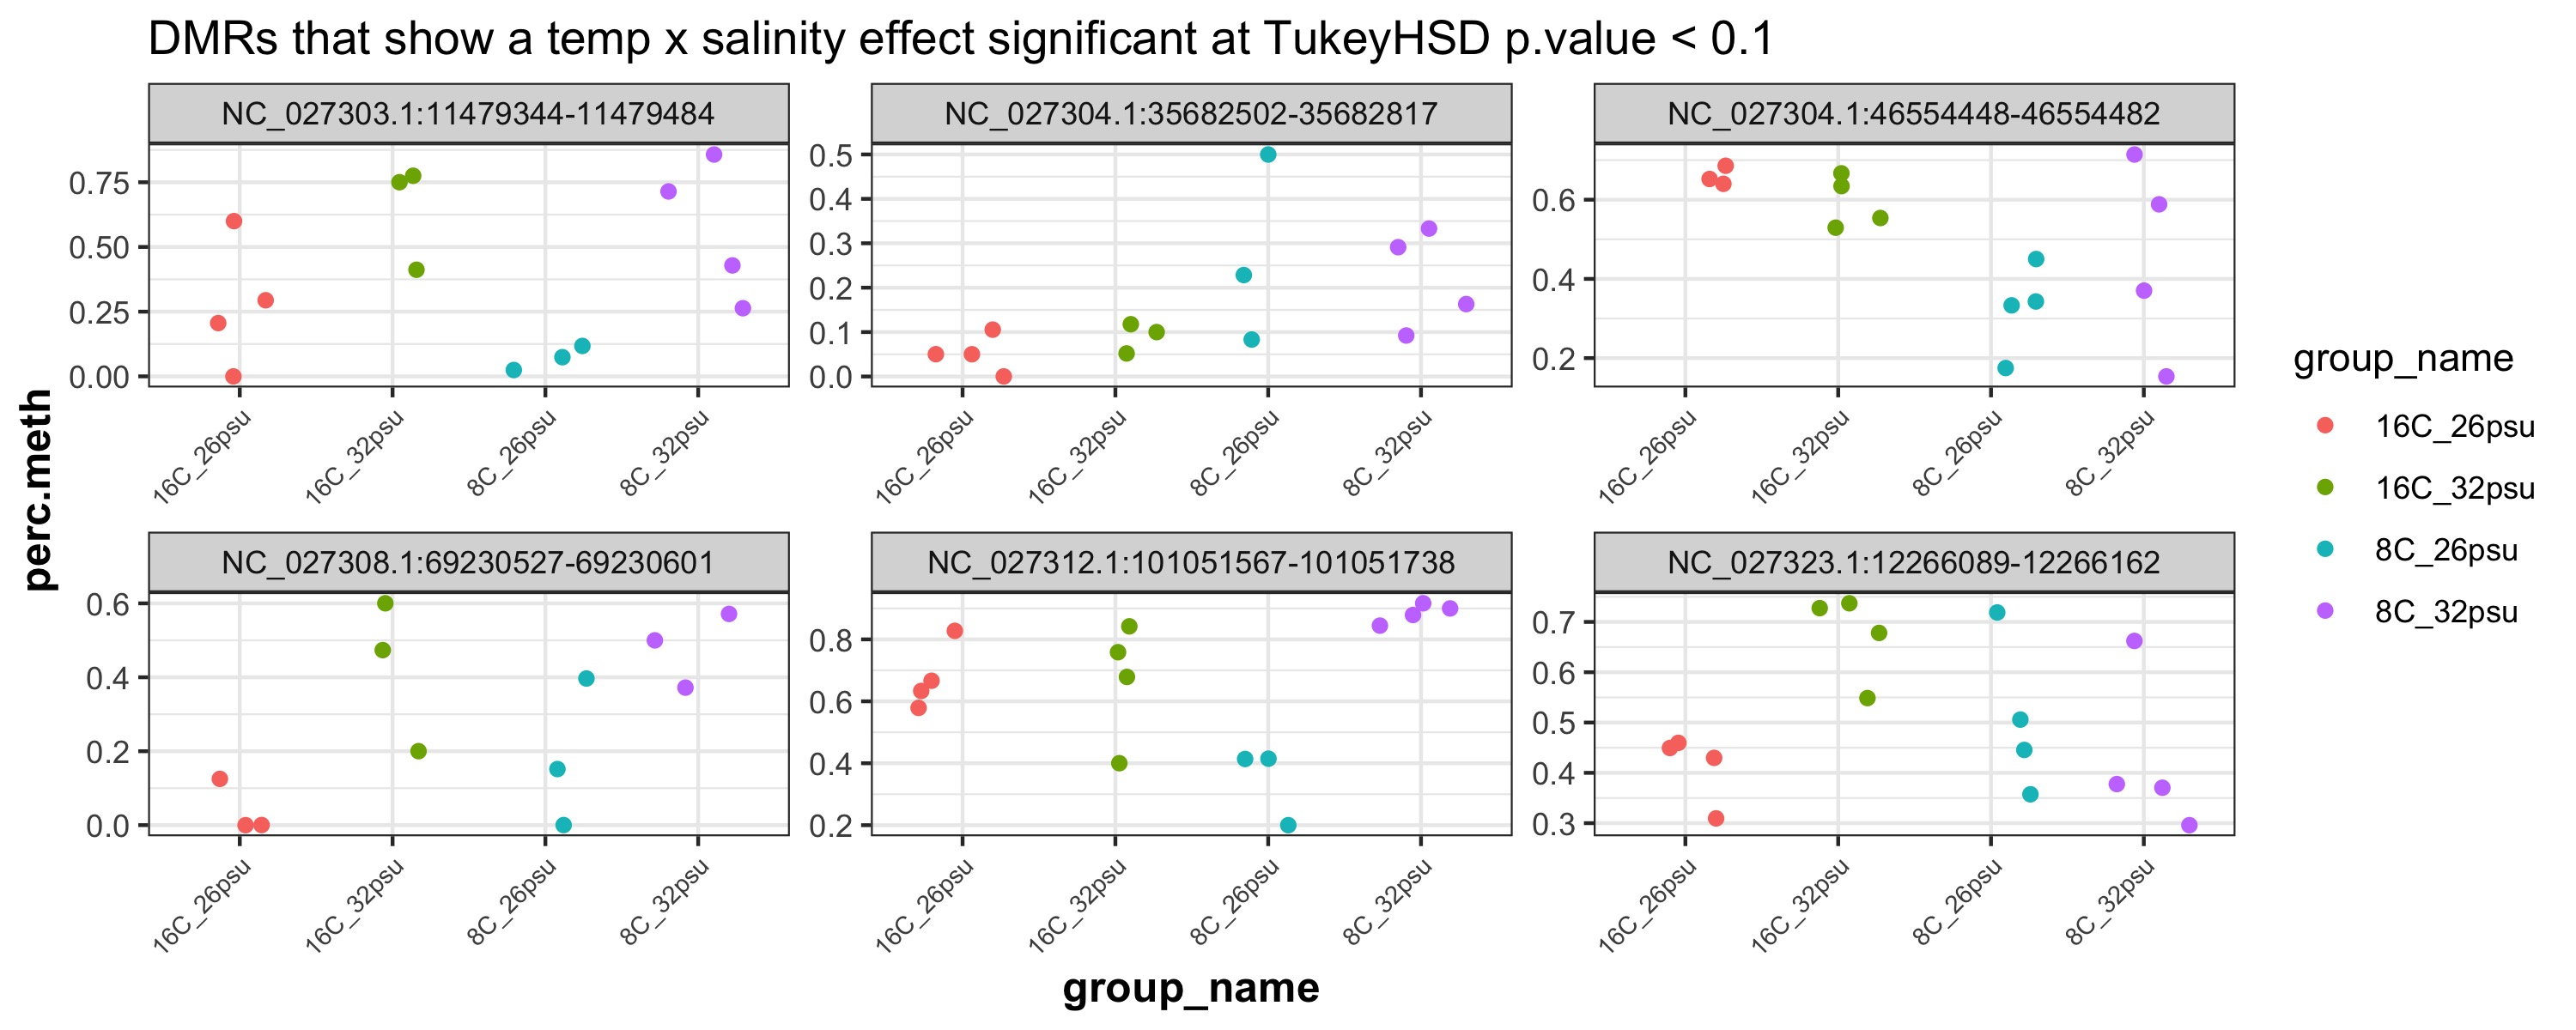 DMRs that show a temp x salinity effect significant at TukeyHSD p.value < 0.1
NC_027303.1:11479344-11479484
NC_027304.1:35682502-35682817
NC_027304.1:46554448-46554482
0.75
0.50
0.25
0.00
0.5
0.4
0.3
0.2
0.1
0.0
0.6
0.4
0.2
16C_26psu
16C_32psu
8C_26psu
8C_32psu
16C_26psu
16C_32psu
8C_26psu
8C_32psu
16C_26psu
16C_32psu
8C_26psu
8C_32psu
perc.meth
NC_027308.1:69230527-69230601
NC_027312.1:101051567-101051738
NC_027323.1:12266089-12266162
0.6
0.4
0.2
0.0
0.8
0.6
0.4
0.2
0.7
0.6
0.5
0.4
0.3
16C_26psu
16C_32psu
8C_26psu
8C_32psu
16C_26psu
16C_32psu
8C_26psu
8C_32psu
16C_26psu
16C_32psu
8C_26psu
8C_32psu
group_name
group_name
16C_26psu
16C_32psu
8C_26psu
8C_32psu